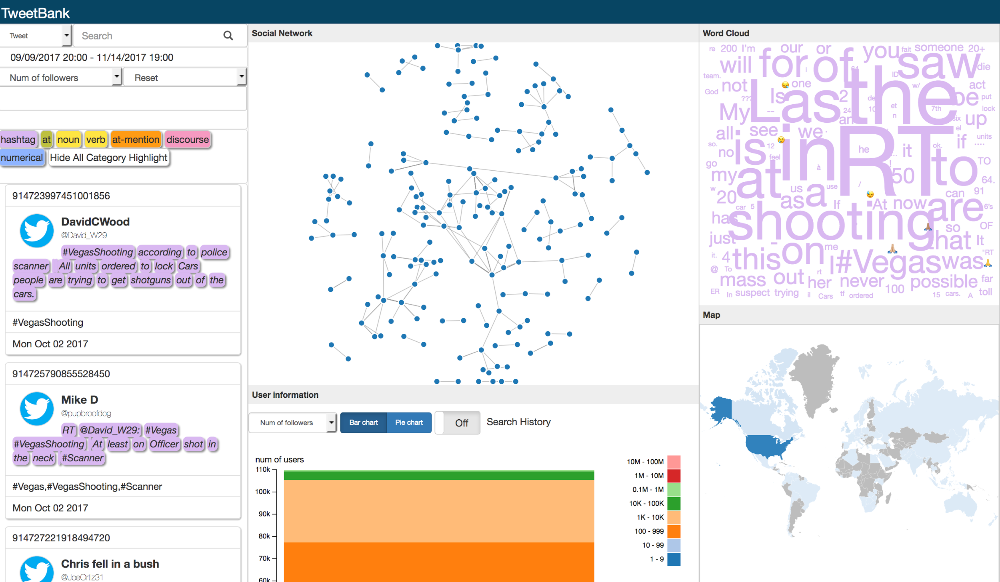 TweetBank
Tweet
Search
09/09/2017 20:00 - 11/14/2017 19:00
Num of followers
Reset
hashtag at noun verb at-mention discourse
numerical Hide All Category Highlight
914723997451001856
DavidCWood
@David_W29
#VegasShooting according to police
scanner All units ordered to lock Cars
people are trying to get shotguns out of the
cars.
#VegasShooting
Mon Oct 02 2017
914725790855528450
Mike D
@pupbroofdog
RT @David_W29: #Vegas
#VegasShooting At least on Officer shot in
the neck #Scanner
#Vegas,#VegasShooting,#Scanner
Mon Oct 02 2017
914727221918494720
Chris fell in a bush
@JoeOrtiz31
Social Network
User information
Num of followers
Bar chart
Pie chart
Off
Search History
num of users
110k
100k
90k
80k
70k
60k
10M - 100M
1M - 10M
0.1M - 1M
10K - 100K
1K - 10K
100 - 999
10 - 99
1 - 9
Word Cloud
re 200 I'm our or you fait someone 20+
will for i of 64 saw die
team. ID
not 😪 one Las the w/ act
God ??? Is 2 de be put
My -- 24 10 et 7th lock
an n six up
all see we el
so. is 😢 in RT he it ok. if units
no 12 ... ....
go feel à ! to TO
my at 50 64.
w us use / can 91
20 as a 😓
car 5 If At now are 6's
has shooting so OF
just - that It
it. 4 this on me "RT
@ To I#Vegas was
mass out rt her never possible far
100
ER In suspect trying il Cars tf ordered 15 cars. A toll
Map